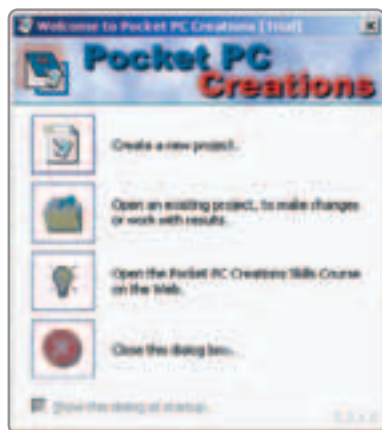 Welcome to Pocket PC Creations [Trial]
Pocket PC
Creations
Create a new project.
Open an existing project, to make changes
or work with results.
Open the Pocket PC Creations Skills Course
on the Web.
Close this dialog box.
Show this dialog at startup.